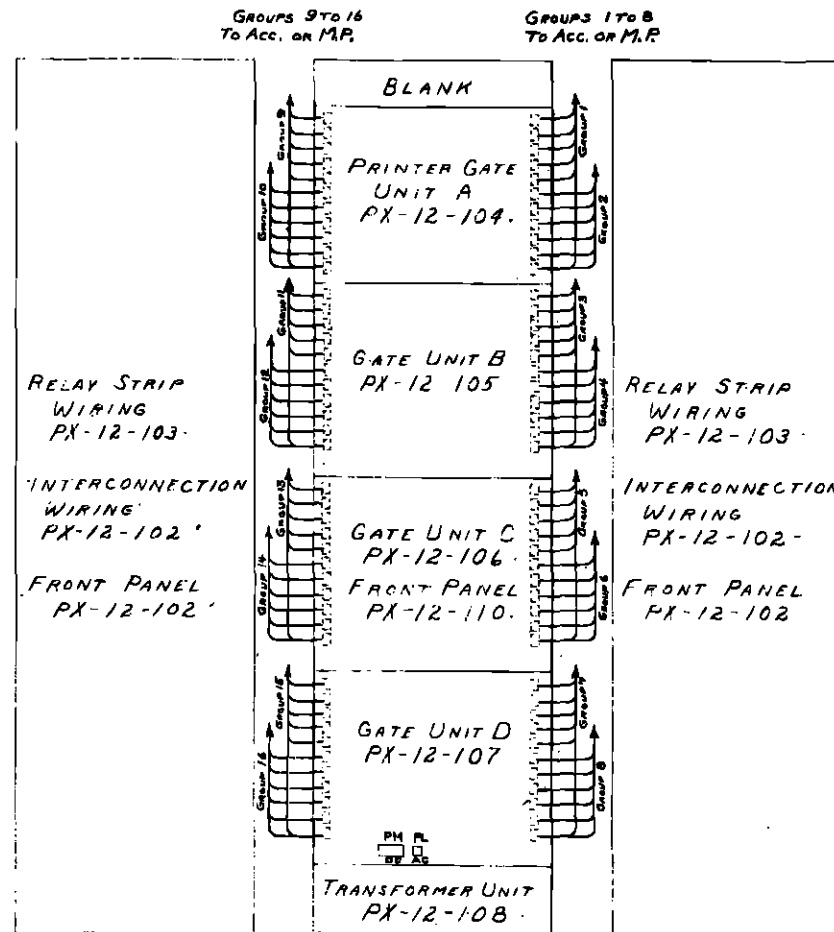 GROUPS 9 TO 16
TO ACC. OR M.P.
GROUPS 1 TO 8
TO ACC. OR M.P.
BLANK
GROUP 9
GROUP 10
PRINTER GATE
UNIT A
PX-12-104.
GROUP 1
GROUP 2
GROUP 11
GROUP 12
GATE UNIT B
PX-12 105
GROUP 3
GROUP 4
RELAY STRIP
WIRING
PX-12-103.
INTERCONNECTION
WIRING
PX-12-102
FRONT PANEL
PX-12-102
RELAY STRIP
WIRING
PX-12-103
INTERCONNECTION
WIRING
PX-12-102-
FRONT PANEL
PX-12-102
GROUP 13
GROUP 14
GATE UNIT C
PX-12-106.
FRONT PANEL
PX-12-110.
GROUP 5
GROUP 6
GROUP 15
GROUP 16
GATE UNIT D
PX-12-107
GROUP 7
GROUP 8
PM PL
AC
TRANSFORMER UNIT
PX-12-108.